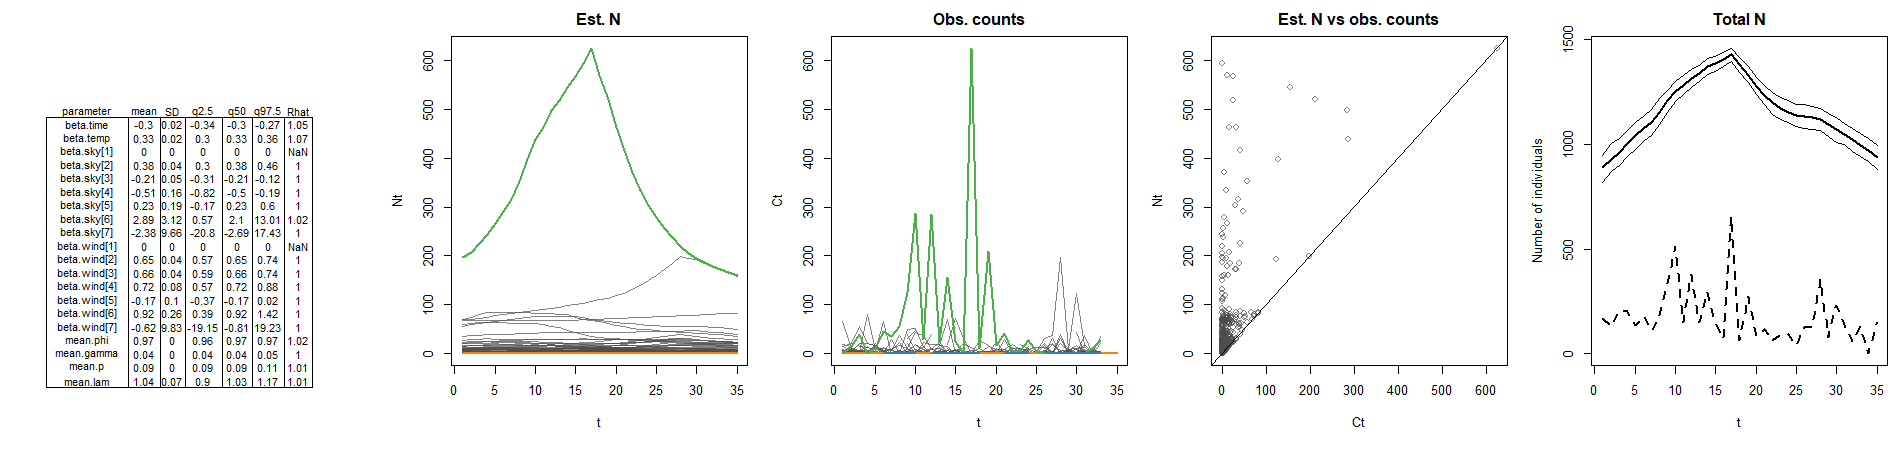 parameter mean SD q2.5 q50 q97.5 Rhat
beta.time -0.3 0.02 -0.34 -0.3 -0.27 1.05
beta.temp 0.33 0.02 0.3 0.33 0.36 1.07
beta.sky[1] 0 0 0 0 0 NaN
beta.sky[2] 0.38 0.04 0.3 0.38 0.46 1
beta.sky[3] -0.21 0.05 -0.31 -0.21 -0.12 1
beta.sky[4] -0.51 0.16 -0.82 -0.5 -0.19 1
beta.sky[5] 0.23 0.19 -0.17 0.23 0.6 1
beta.sky[6] 2.89 3.12 0.57 2.1 13.01 1.02
beta.sky[7] -2.38 9.66 -20.8 -2.69 17.43 1
beta.wind[1] 0 0 0 0 0 NaN
beta.wind[2] 0.65 0.04 0.57 0.65 0.74 1
beta.wind[3] 0.66 0.04 0.59 0.66 0.74 1
beta.wind[4] 0.72 0.08 0.57 0.72 0.88 1
beta.wind[5] -0.17 0.1 -0.37 -0.17 0.02 1
beta.wind[6] 0.92 0.26 0.39 0.92 1.42 1
beta.wind[7] -0.62 9.83 -19.15 -0.81 19.23 1
mean.phi 0.97 0 0.96 0.97 0.97 1.02
mean.gamma 0.04 0 0.04 0.04 0.05 1
mean.p 0.09 0 0.09 0.09 0.11 1.01
mean.lam 1.04 0.07 0.9 1.03 1.17 1.01
Est. N
Nt
600
500
400
300
200
100
0
0 5 10 15 20 25 30 35
t
Obs. counts
Ct
600
500
400
300
200
100
0
0 5 10 15 20 25 30 35
t
Est. N vs obs. counts
Nt
600
500
400
300
200
100
0
0 100 200 300 400 500 600
Ct
Total N
Number of individuals
1500
1000
500
0
0 5 10 15 20 25 30 35
t